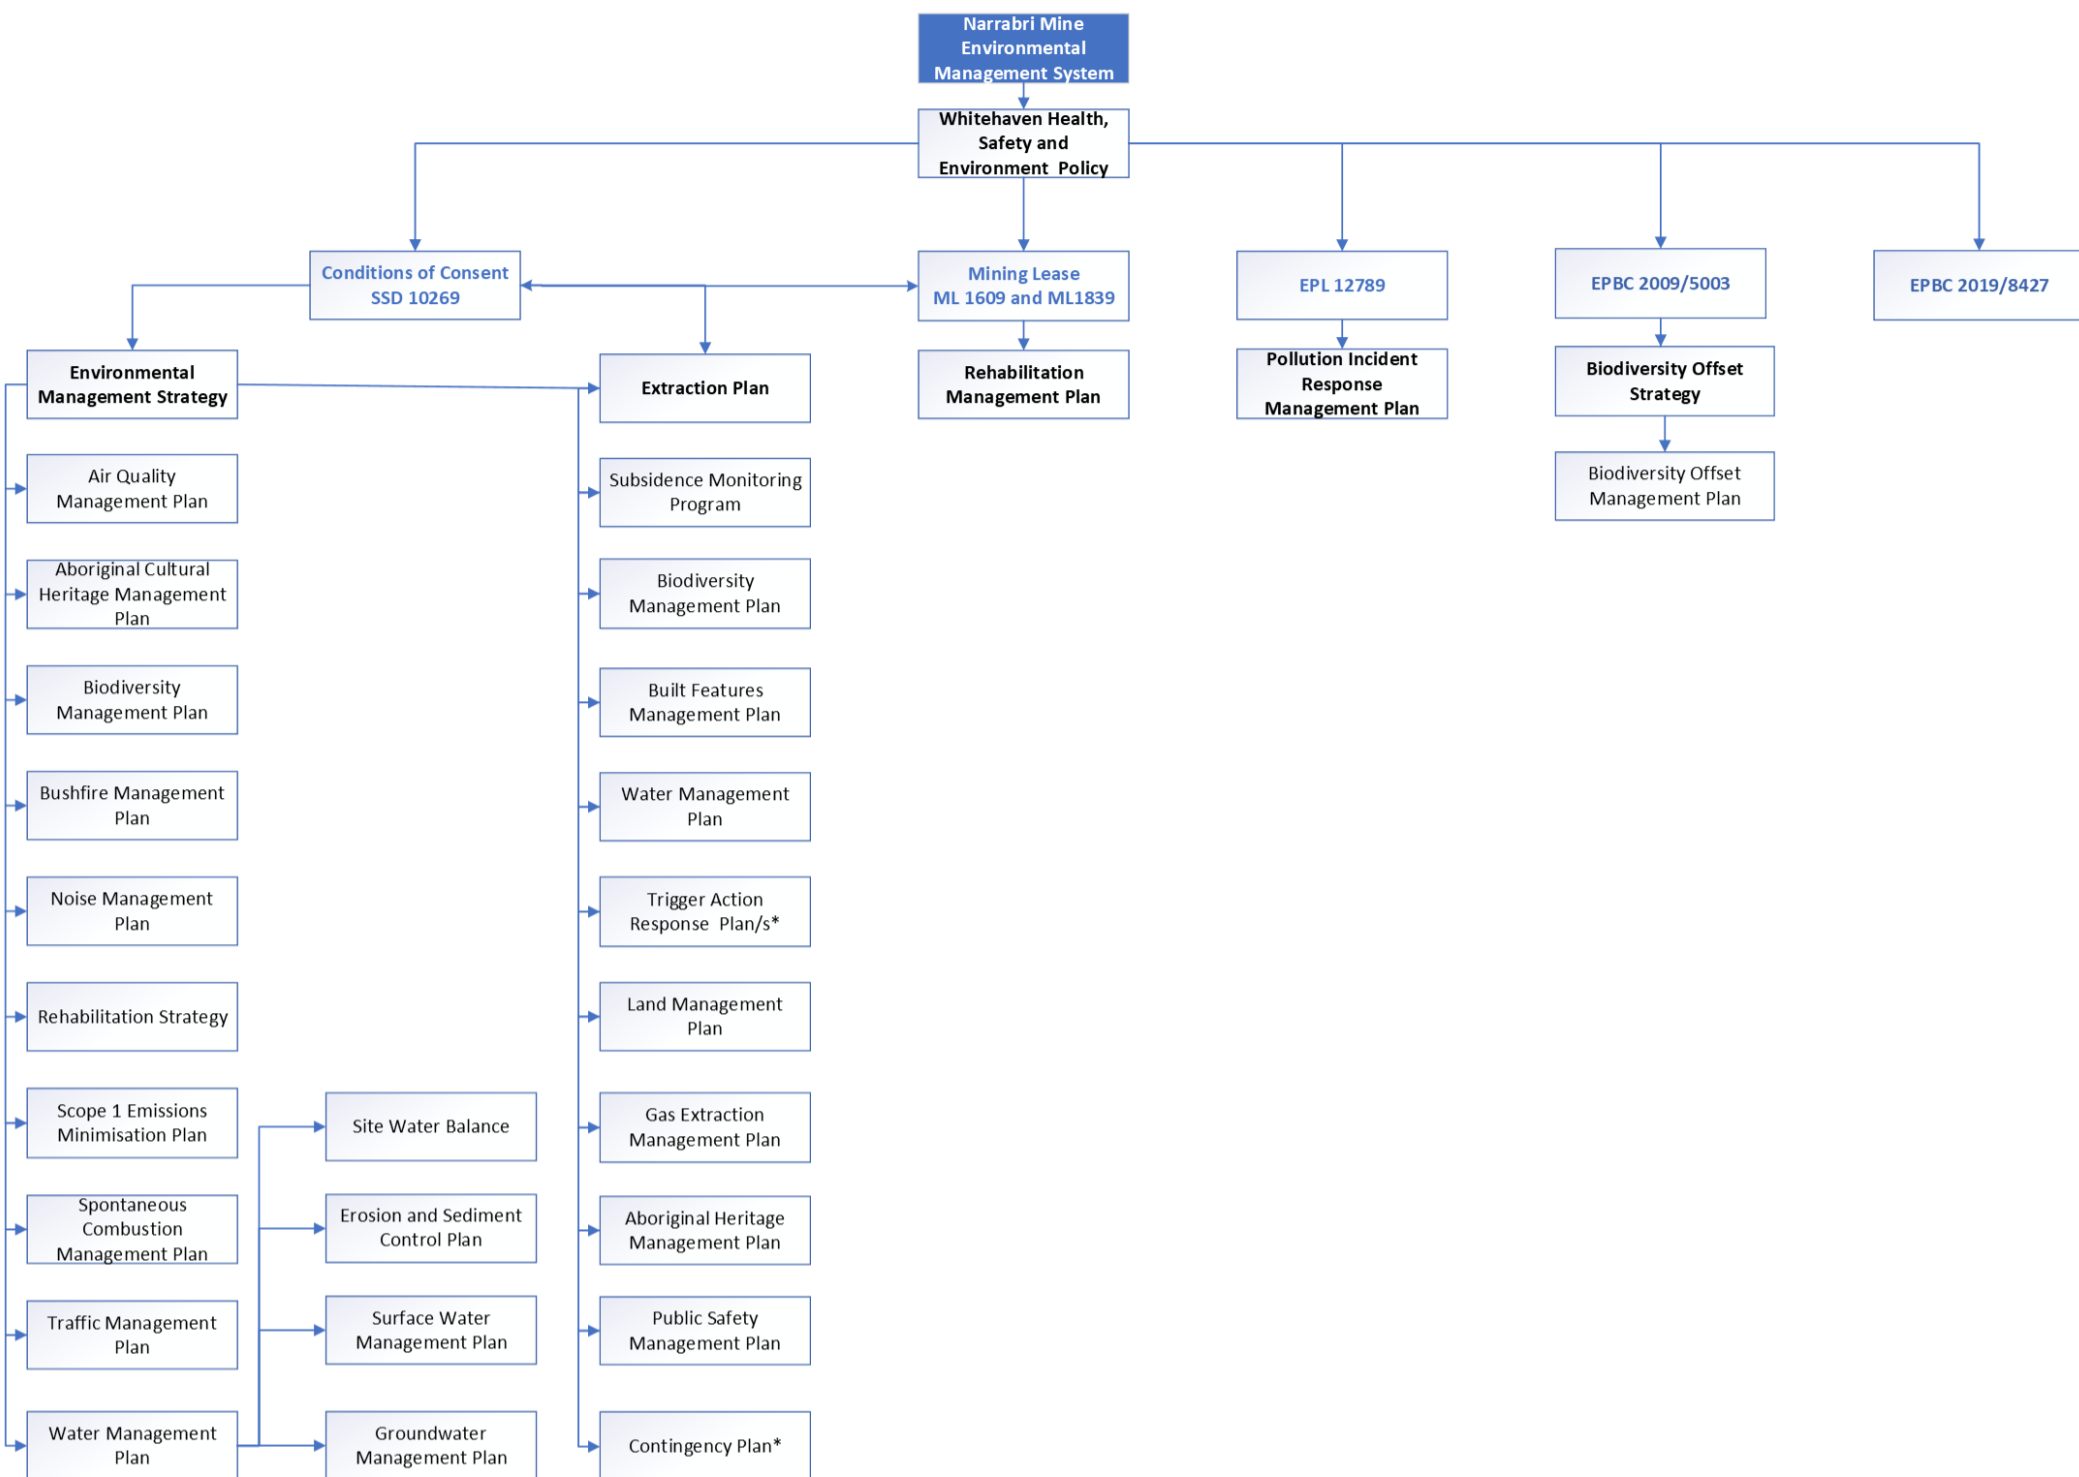 Narrabri Mine
Environmental
Management System
Whitehaven Health,
Safety and
Environment Policy
Conditions of Consent
SSD 10269
Mining Lease
ML 1609 and ML1839
EPL 12789
EPBC 2009/5003
EPBC 2019/8427
Environmental
Management Strategy
Extraction Plan
Rehabilitation
Management Plan
Pollution Incident
Response
Management Plan
Biodiversity Offset
Strategy
Biodiversity Offset
Management Plan
Air Quality
Management Plan
Aboriginal Cultural
Heritage Management
Plan
Biodiversity
Management Plan
Bushfire Management
Plan
Noise Management
Plan
Rehabilitation Strategy
Scope 1 Emissions
Minimisation Plan
Spontaneous
Combustion
Management Plan
Traffic Management
Plan
Water Management
Plan
Site Water Balance
Erosion and Sediment
Control Plan
Surface Water
Management Plan
Groundwater
Management Plan
Subsidence Monitoring
Program
Biodiversity
Management Plan
Built Features
Management Plan
Water Management
Plan
Trigger Action
Response Plan/s*
Land Management
Plan
Gas Extraction
Management Plan
Aboriginal Heritage
Management Plan
Public Safety
Management Plan
Contingency Plan*